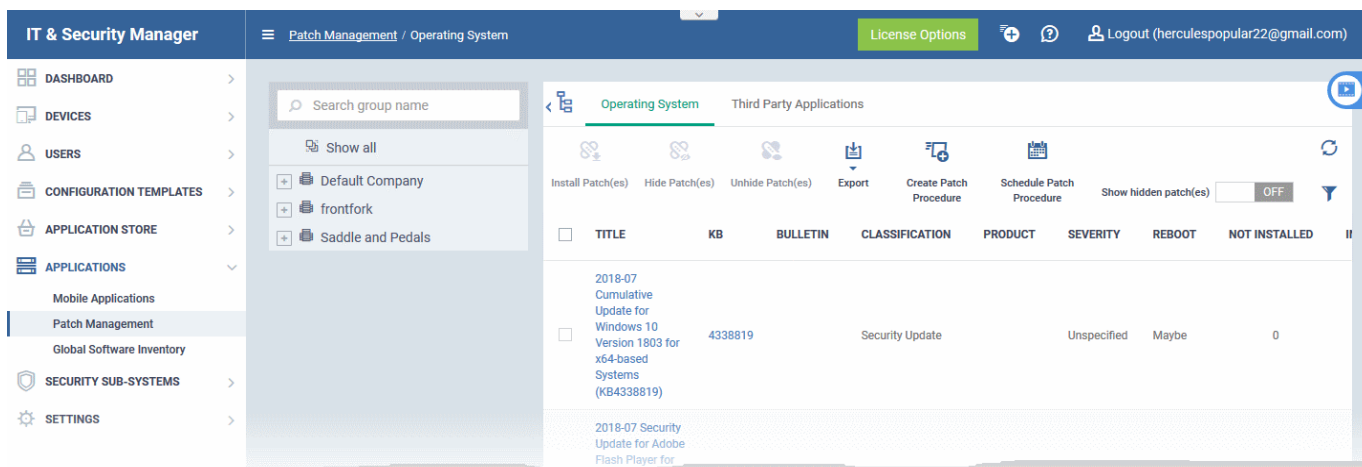 IT & Security Manager
Patch Management / Operating System
License Options
Logout (herculespopular22@gmail.com)
DASHBOARD
DEVICES
USERS
CONFIGURATION TEMPLATES
APPLICATION STORE
APPLICATIONS
Mobile Applications
Patch Management
Global Software Inventory
SECURITY SUB-SYSTEMS
SETTINGS
Search group name
Show all
Default Company
frontfork
Saddle and Pedals
Operating System
Third Party Applications
Install Patch(es)
Hide Patch(es)
Unhide Patch(es)
Export
Create Patch
Procedure
Schedule Patch
Procedure
Show hidden patch(es)
OFF
TITLE KB BULLETIN CLASSIFICATION PRODUCT SEVERITY REBOOT NOT INSTALLED
2018-07
Cumulative
Update for
Windows 10
Version 1803 for
x64-based
Systems
(KB4338819)
4338819
Security Update
Unspecified
Maybe
0
2018-07 Security
Update for Adobe
Flash Player for